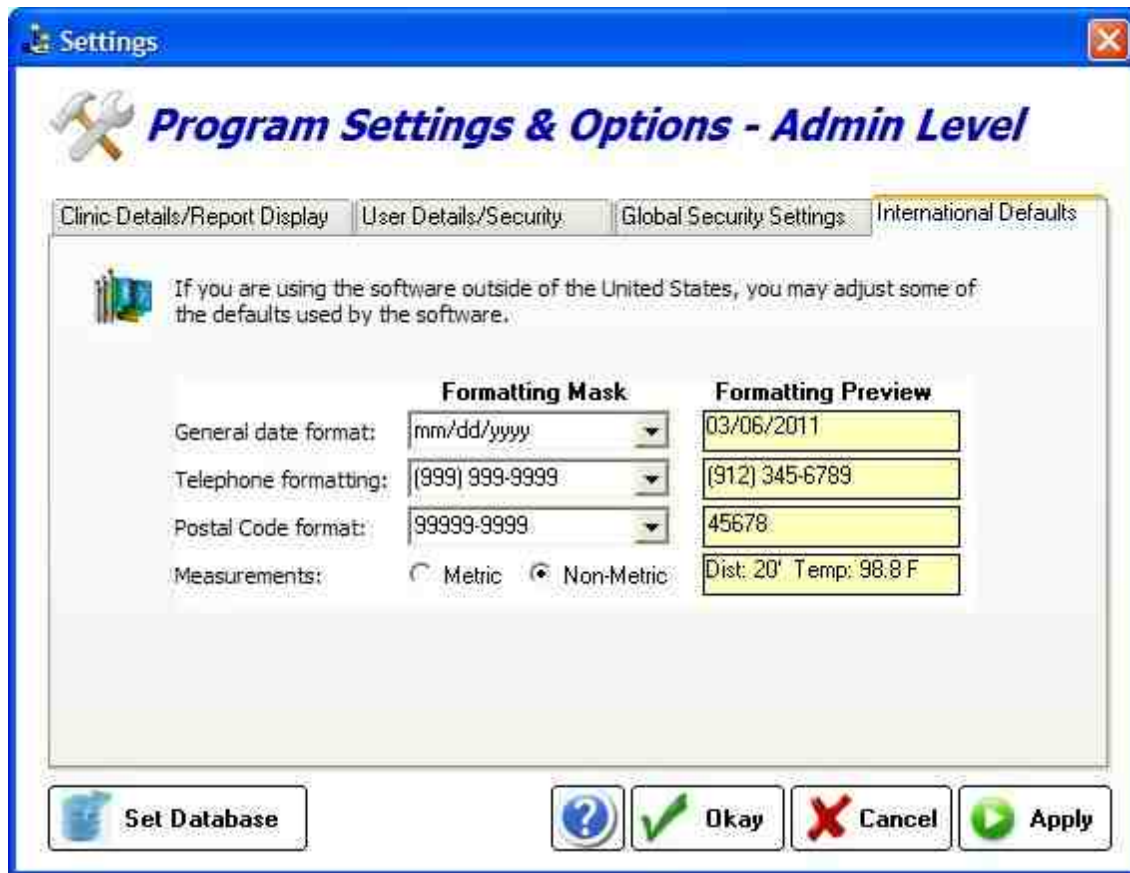 Settings
Program Settings & Options - Admin Level
Clinic Details/Report Display User Details/Security Global Security Settings International Defaults
If you are using the software outside of the United States, you may adjust some of
the defaults used by the software.
Formatting Mask Formatting Preview
General date format: mm/dd/yyyy 03/06/2011
Telephone formatting: (999) 999-9999 (912) 345-6789
Postal Code format: 99999-9999 45678
Measurements: Metric Non-Metric Dist: 20' Temp: 98.8 F
Set Database ? Okay Cancel Apply